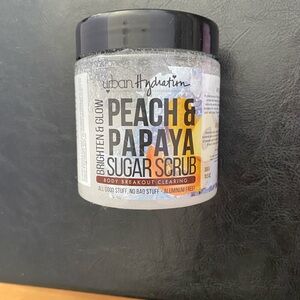 urban Hydration
BRIGHTEN & GLOW
PEACH &
PAPAYA
SUGAR SCRUB
BODY BREAKOUT CLEARING
ALL GOOD STUFF, NO BAD STUFF - ALUMINUM FREE!